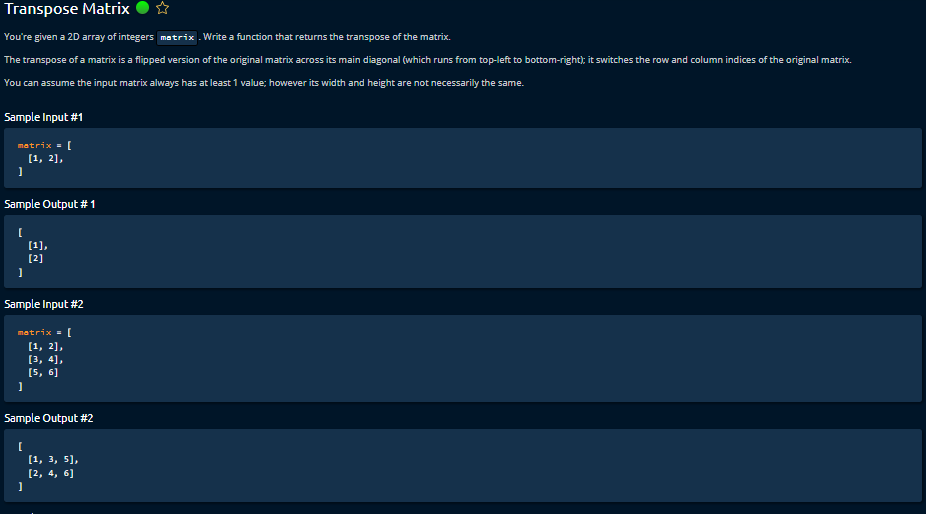 Transpose Matrix
You're given a 2D array of integers matrix . Write a function that returns the transpose of the matrix.
The transpose of a matrix is a flipped version of the original matrix across its main diagonal (which runs from top-left to bottom-right); it switches the row and column indices of the original matrix.
You can assume the input matrix always has at least 1 value; however its width and height are not necessarily the same.
Sample Input #1
matrix = [
[1, 2],
]
Sample Output # 1
[
[1],
[2]
]
Sample Input #2
matrix = [
[1, 2],
[3, 4],
[5, 6]
]
Sample Output #2
[
[1, 3, 5],
[2, 4, 6]
]